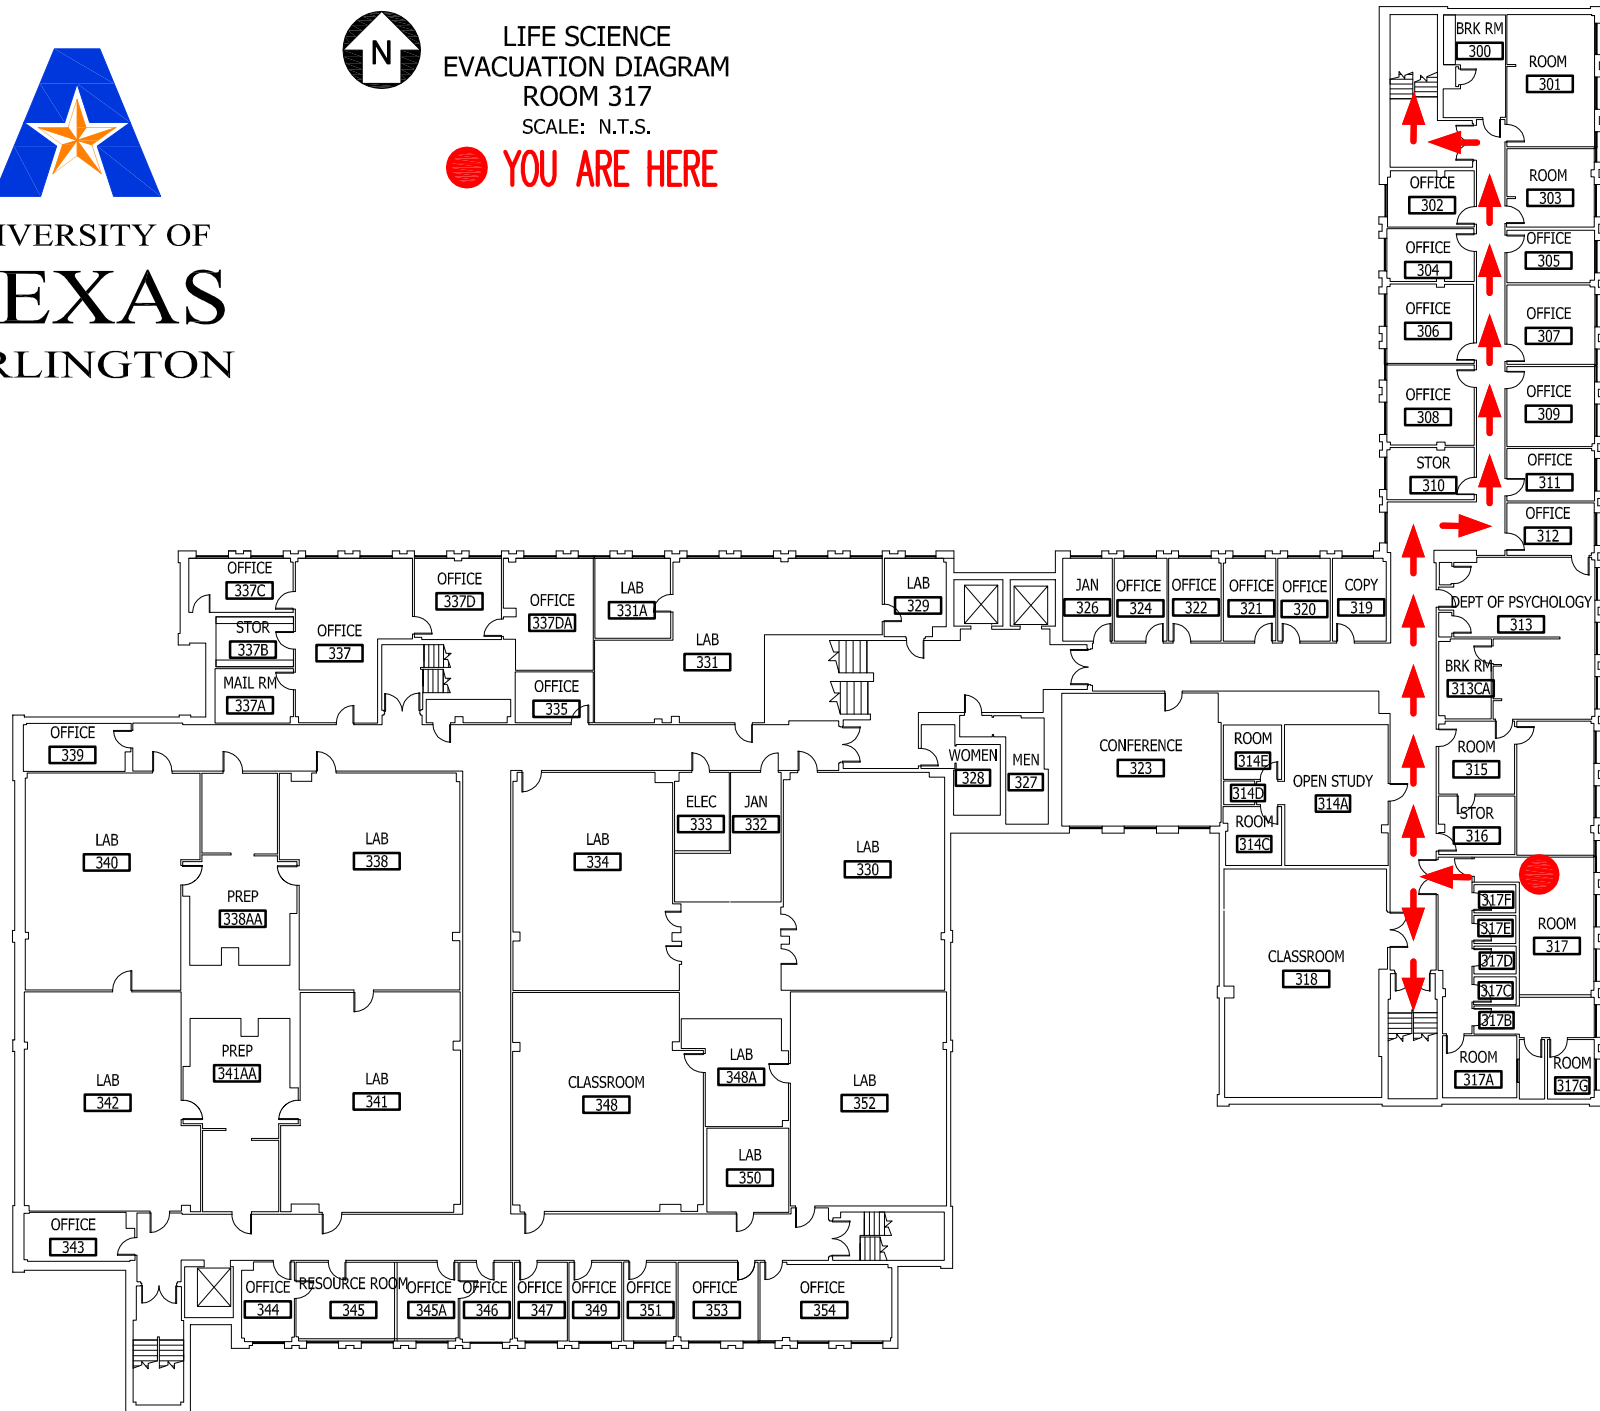 N
LIFE SCIENCE
EVACUATION DIAGRAM
ROOM 317
SCALE: N.T.S.
YOU ARE HERE
IVERSITY OF
EXAS
RLINGTON
BRK RM
300
ROOM
301
OFFICE
302
ROOM
303
OFFICE
304
OFFICE
305
OFFICE
306
OFFICE
307
OFFICE
308
OFFICE
309
STOR
310
OFFICE
311
OFFICE
312
DEPT OF PSYCHOLOGY
313
BRK RM
313CA
ROOM
315
STOR
316
317F
317E
317D
317C
317B
ROOM
317
ROOM
317A
ROOM
317G
JAN
326
OFFICE
324
OFFICE
322
OFFICE
321
OFFICE
320
COPY
319
CONFERENCE
323
ROOM
314E
314D
ROOM
314C
OPEN STUDY
314A
CLASSROOM
318
WOMEN
328
MEN
327
OFFICE
337C
STOR
337B
MAIL RM
337A
OFFICE
337
OFFICE
337D
OFFICE
337DA
OFFICE
335
LAB
331A
LAB
331
LAB
329
OFFICE
339
LAB
340
PREP
338AA
LAB
338
LAB
334
ELEC
333
JAN
332
LAB
330
LAB
342
PREP
341AA
LAB
341
CLASSROOM
348
LAB
348A
LAB
350
LAB
352
OFFICE
343
OFFICE
344
RESOURCE ROOM
345
OFFICE
345A
OFFICE
346
OFFICE
347
OFFICE
349
OFFICE
351
OFFICE
353
OFFICE
354